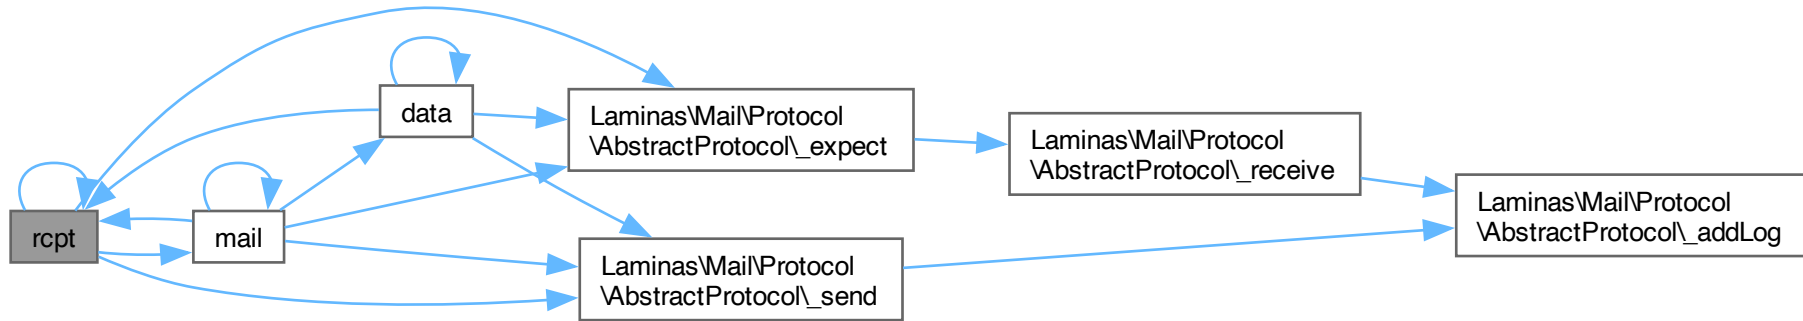 rcpt
mail
data
Laminas\Mail\Protocol
\AbstractProtocol\_expect
Laminas\Mail\Protocol
\AbstractProtocol\_send
Laminas\Mail\Protocol
\AbstractProtocol\_receive
Laminas\Mail\Protocol
\AbstractProtocol\_addLog